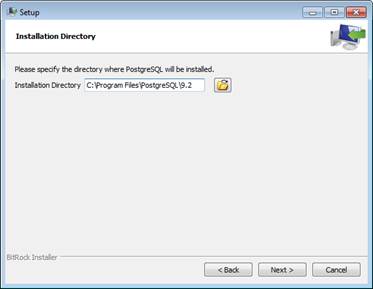 Setup
Installation Directory
Please specify the directory where PostgreSQL will be installed.
Installation Directory C:\Program Files\PostgreSQL\9.2
BitRock Installer
< Back Next > Cancel